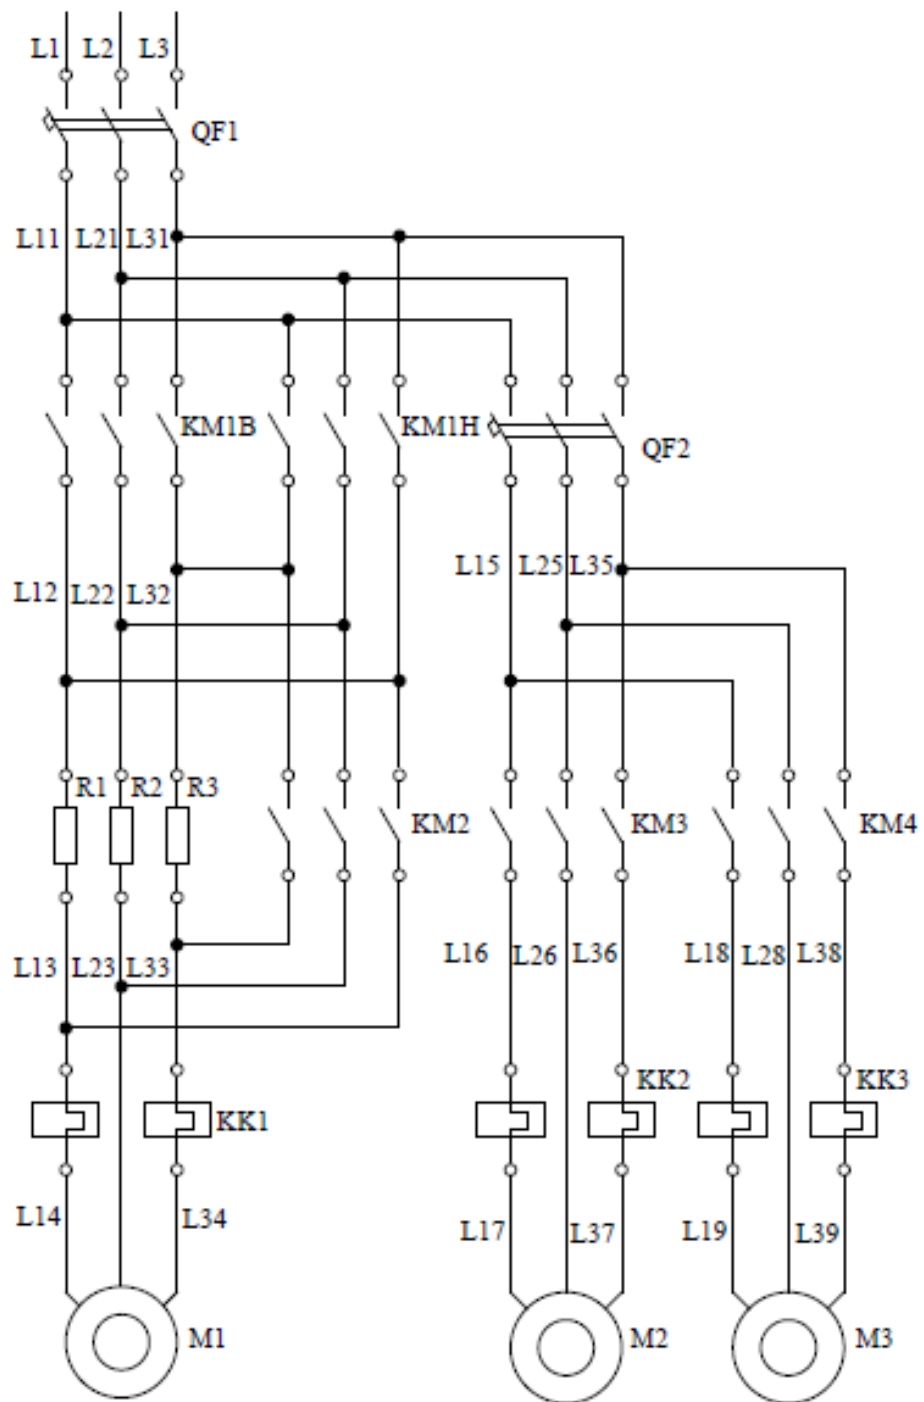 L1 L2 L3
QF1
L11 L21 L31
KM1B KM1H
QF2
L15 L25 L35
L12 L22 L32
R1 R2 R3
KM2 KM3 KM4
L16 L26 L36 L18 L28 L38
L13 L23 L33
KK2 KK3
KK1
L14 L34
L17 L37 L19 L39
M1 M2 M3